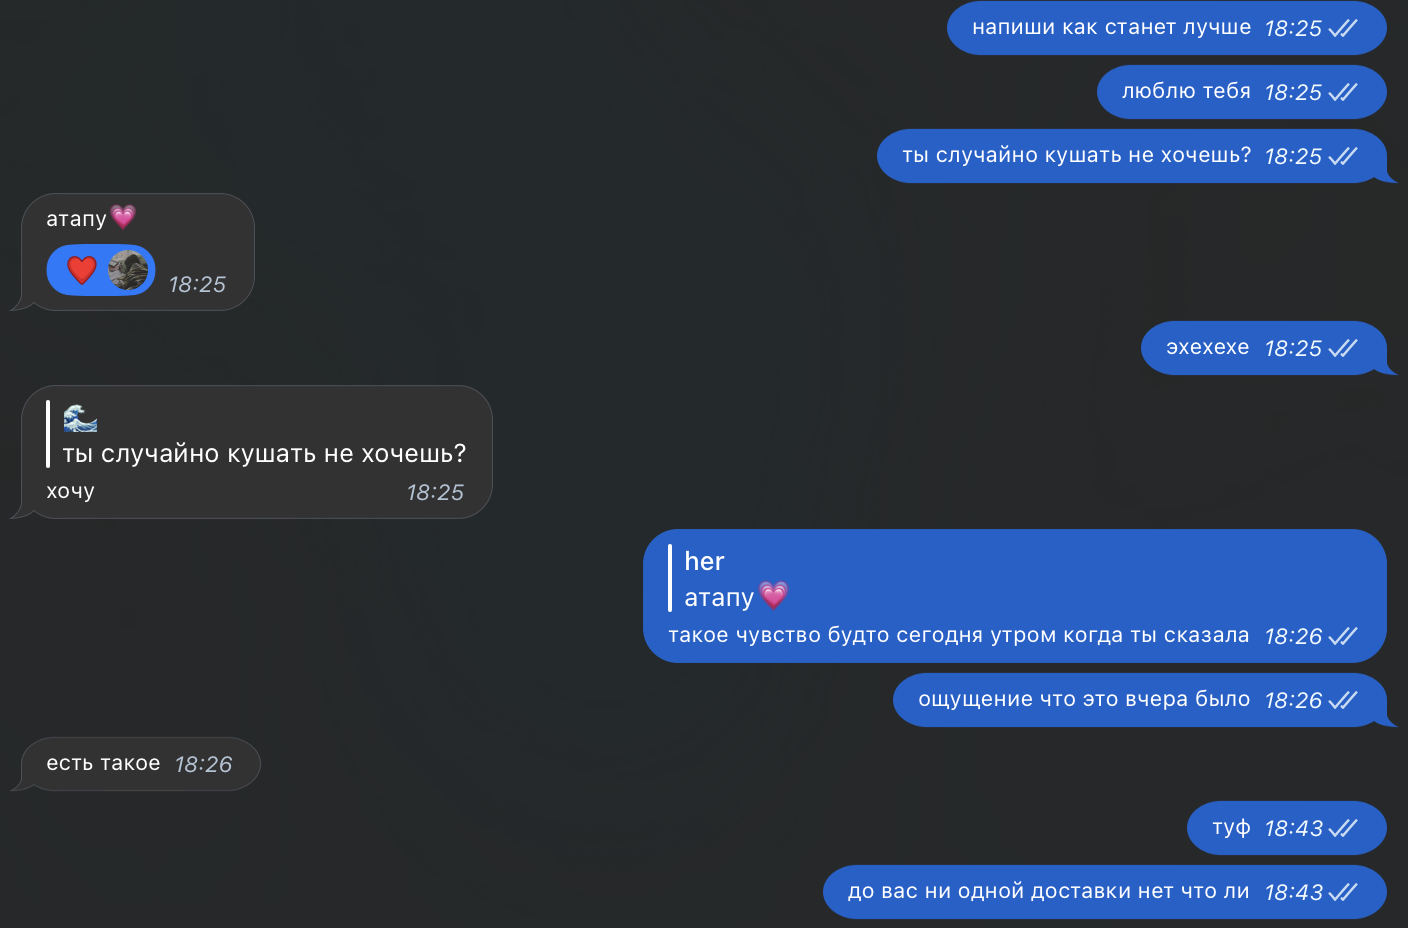 напиши как станет лучше 18:25
люблю тебя 18:25
ты случайно кушать не хочешь? 18:25
атапу💗
❤️ 18:25
эхехехе 18:25
🌊
ты случайно кушать не хочешь?
хочу 18:25
her
атапу💗
такое чувство будто сегодня утром когда ты сказала 18:26
ощущение что это вчера было 18:26
есть такое 18:26
туф 18:43
до вас ни одной доставки нет что ли 18:43